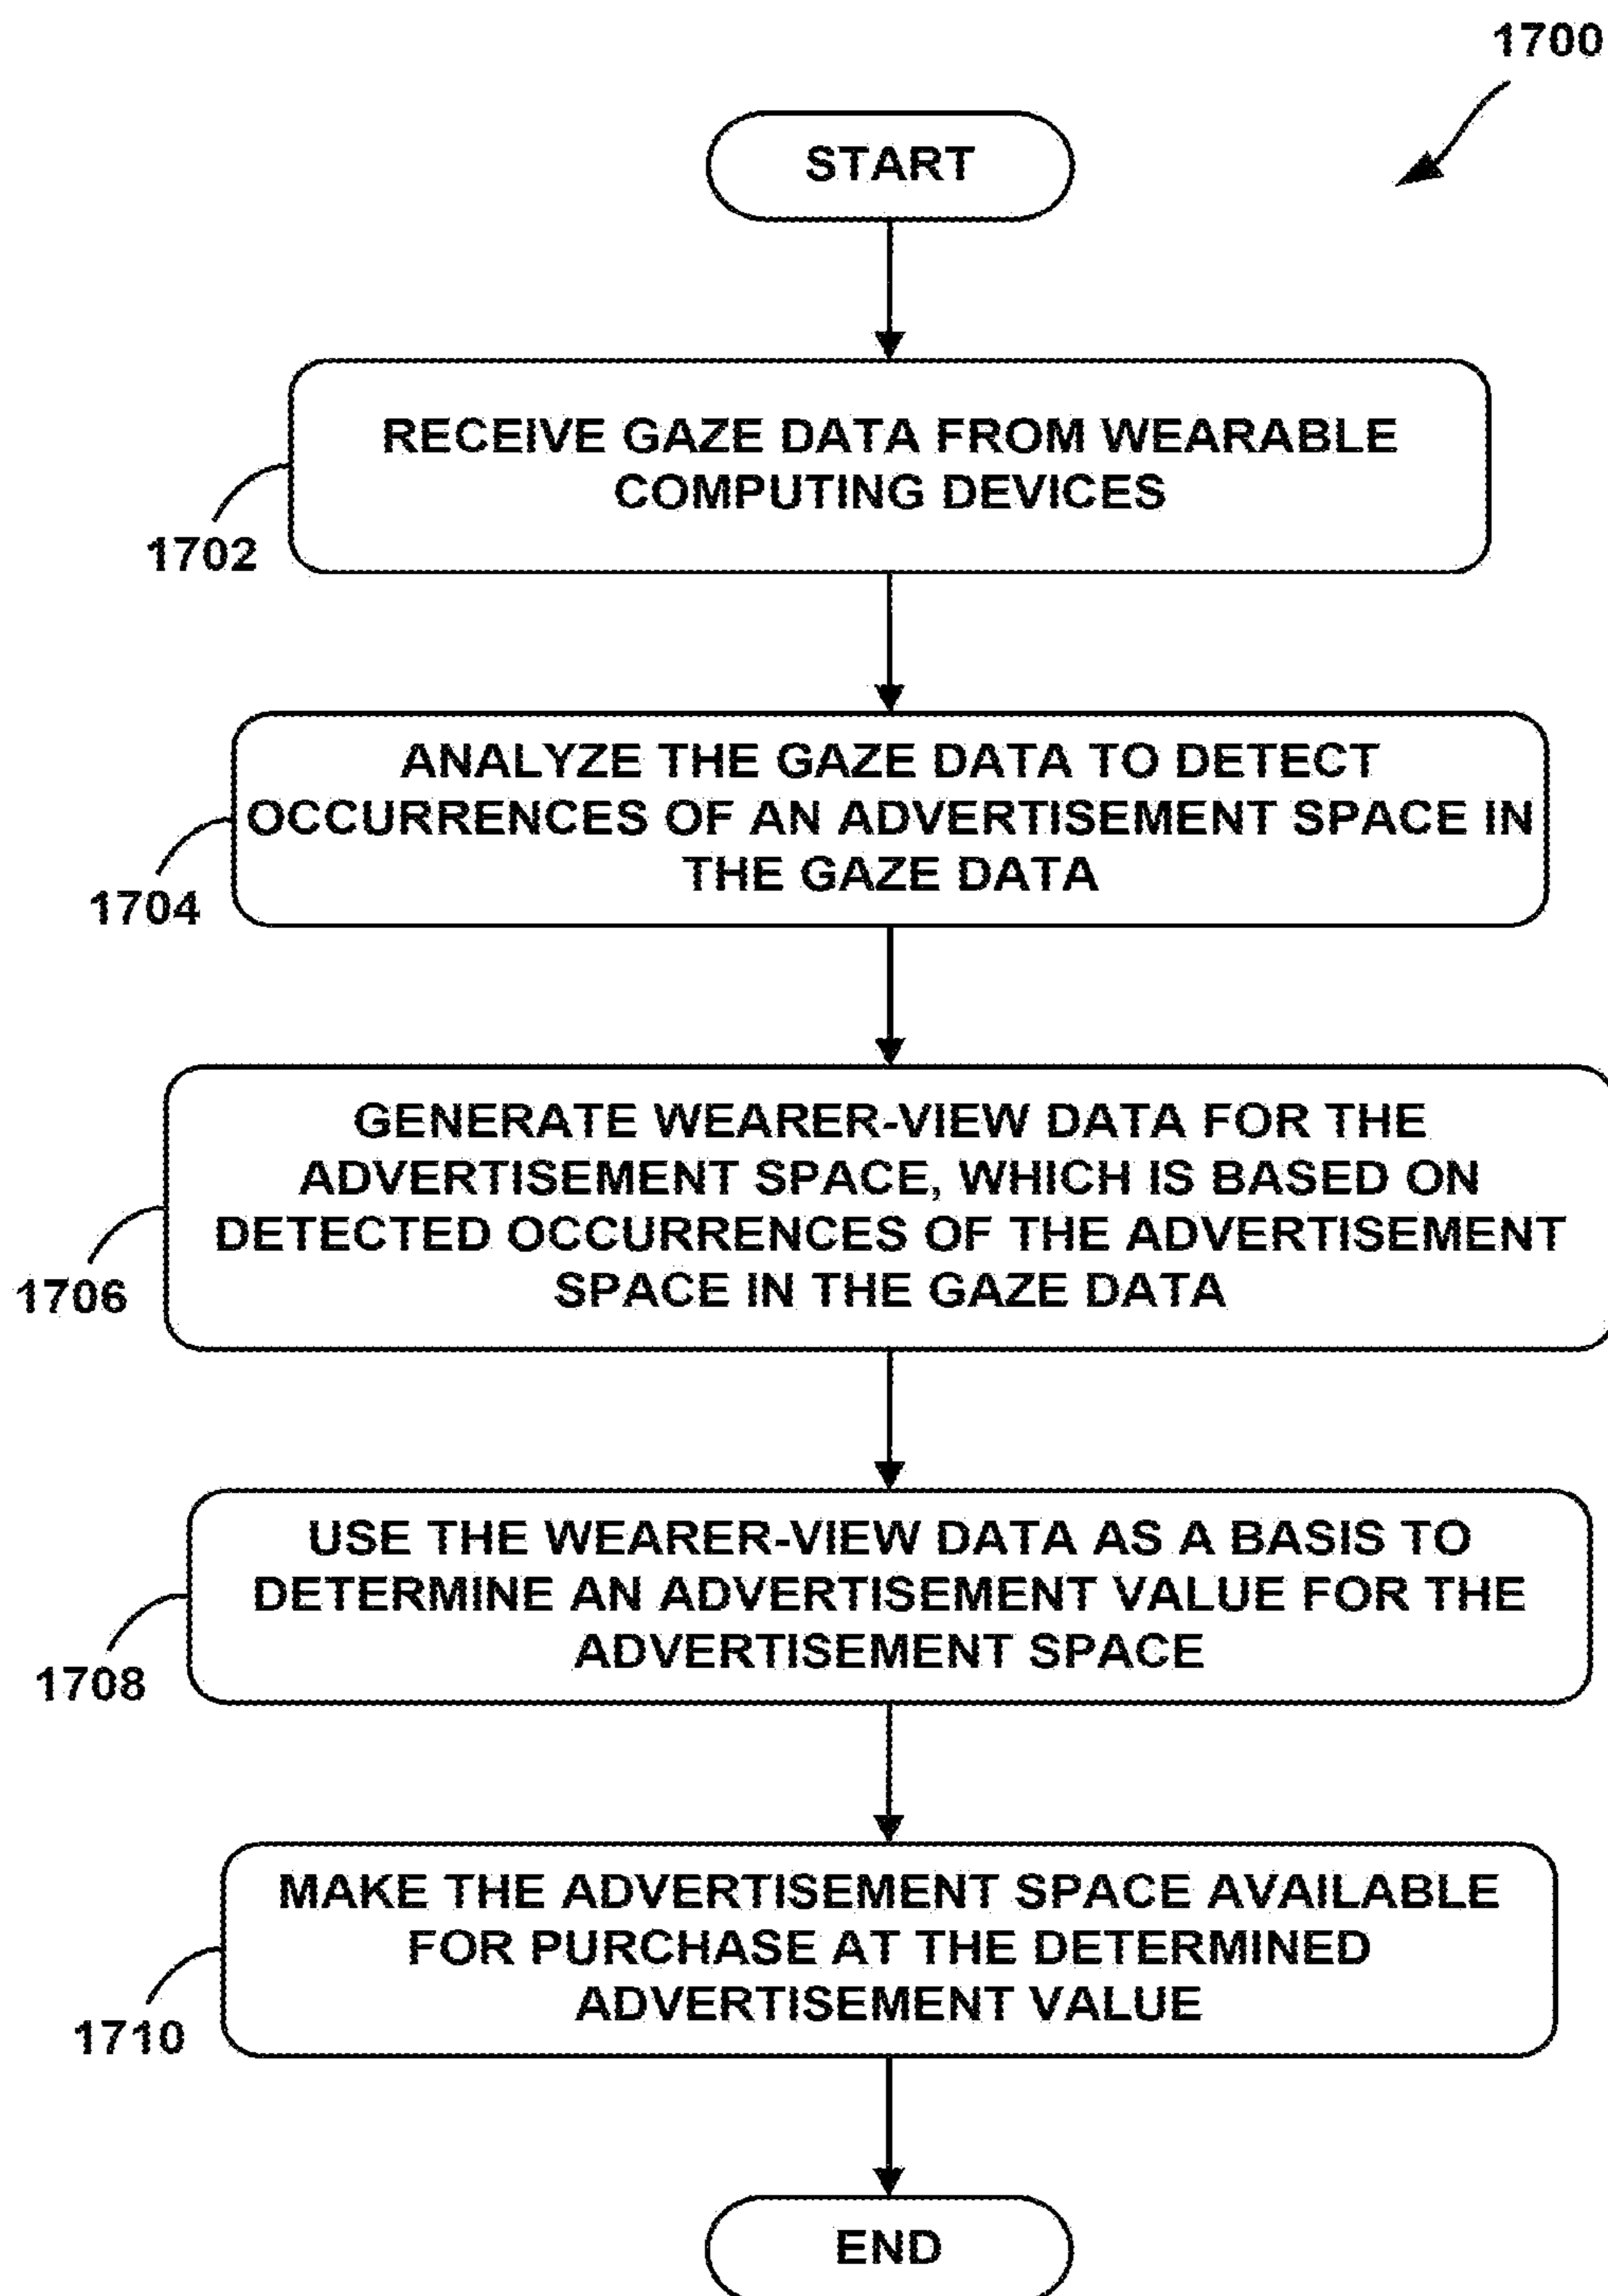 1700
START
RECEIVE GAZE DATA FROM WEARABLE
COMPUTING DEVICES
1702
ANALYZE THE GAZE DATA TO DETECT
OCCURRENCES OF AN ADVERTISEMENT SPACE IN
THE GAZE DATA
1704
GENERATE WEARER-VIEW DATA FOR THE
ADVERTISEMENT SPACE, WHICH IS BASED ON
DETECTED OCCURRENCES OF THE ADVERTISEMENT
SPACE IN THE GAZE DATA
1706
USE THE WEARER-VIEW DATA AS A BASIS TO
DETERMINE AN ADVERTISEMENT VALUE FOR THE
ADVERTISEMENT SPACE
1708
MAKE THE ADVERTISEMENT SPACE AVAILABLE
FOR PURCHASE AT THE DETERMINED
ADVERTISEMENT VALUE
1710
END